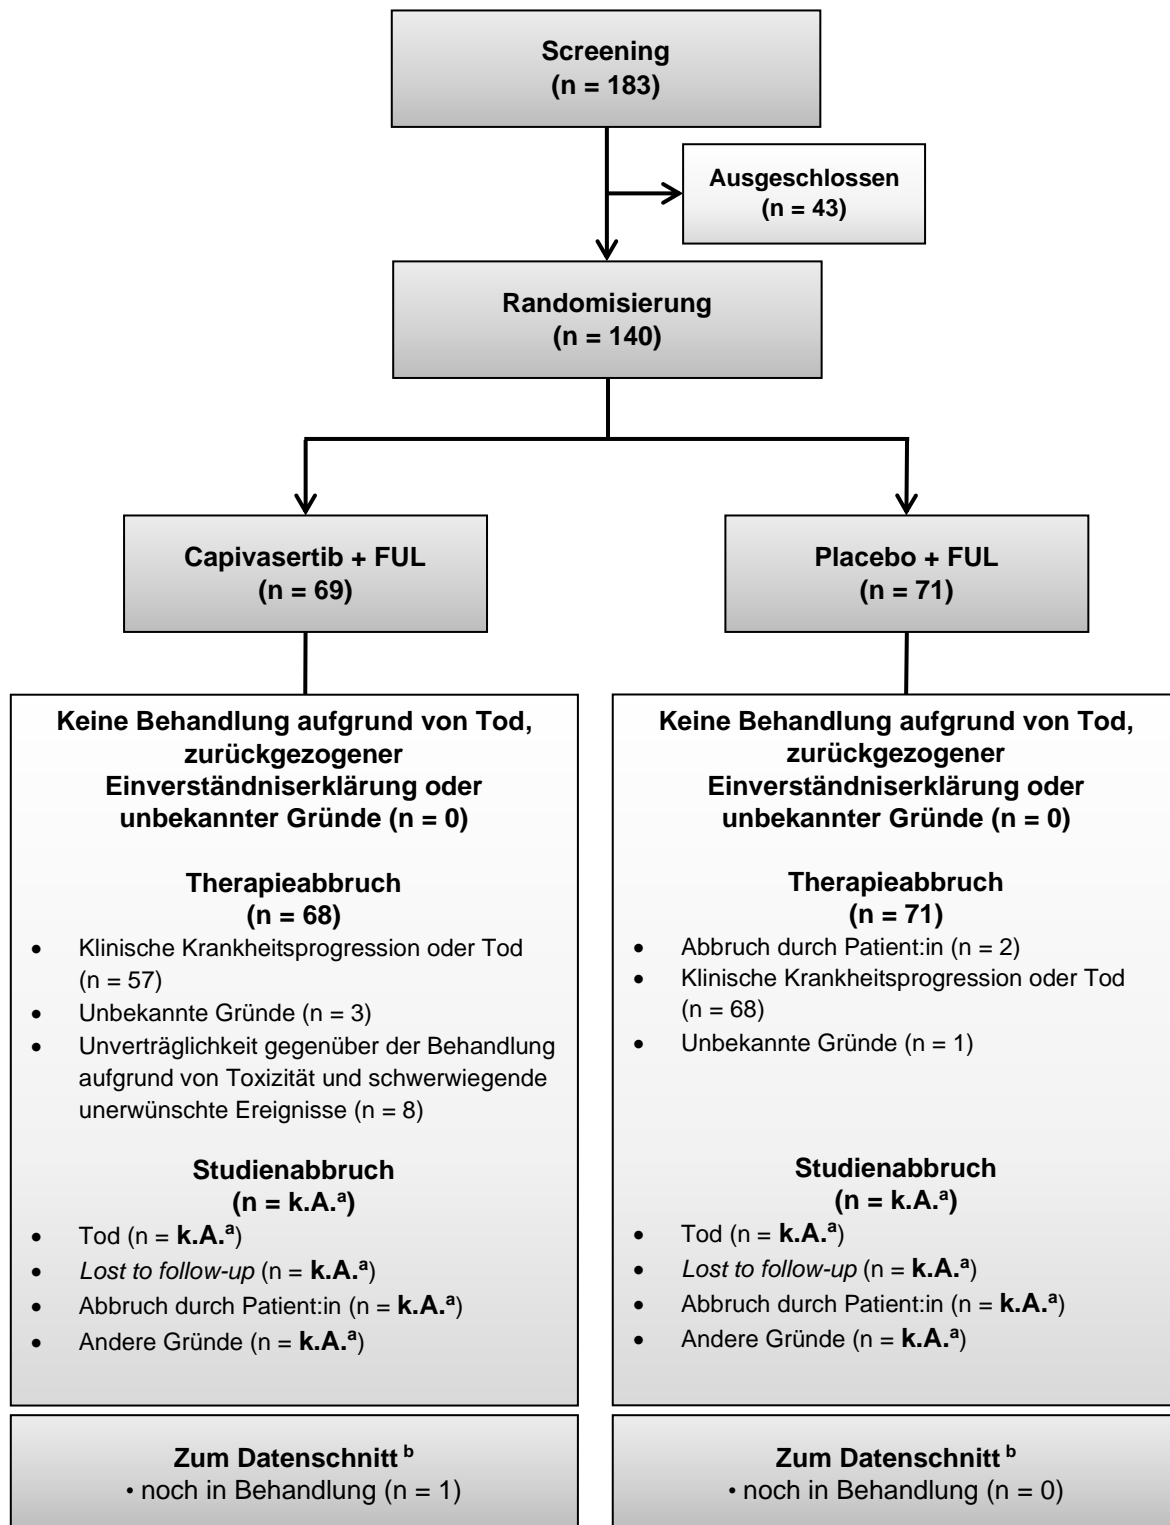 Screening
(n = 183)
Ausgeschlossen
(n = 43)
Randomisierung
(n = 140)
Capivasertib + FUL
(n = 69)
Placebo + FUL
(n = 71)
Keine Behandlung aufgrund von Tod,
zurückgezogener
Einverständniserklärung oder
unbekannter Gründe (n = 0)
Therapieabbruch
(n = 68)
• Klinische Krankheitsprogression oder Tod
(n = 57)
• Unbekannte Gründe (n = 3)
• Unverträglichkeit gegenüber der Behandlung
aufgrund von Toxizität und schwerwiegende
unerwünschte Ereignisse (n = 8)
Studienabbruch
(n = k.A.ª)
• Tod (n = k.A.ª)
• Lost to follow-up (n = k.A.ª)
• Abbruch durch Patient:in (n = k.A.ª)
• Andere Gründe (n = k.A.ª)
Zum Datenschnitt ᵇ
• noch in Behandlung (n = 1)
Keine Behandlung aufgrund von Tod,
zurückgezogener
Einverständniserklärung oder
unbekannter Gründe (n = 0)
Therapieabbruch
(n = 71)
• Abbruch durch Patient:in (n = 2)
• Klinische Krankheitsprogression oder Tod
(n = 68)
• Unbekannte Gründe (n = 1)
Studienabbruch
(n = k.A.ª)
• Tod (n = k.A.ª)
• Lost to follow-up (n = k.A.ª)
• Abbruch durch Patient:in (n = k.A.ª)
• Andere Gründe (n = k.A.ª)
Zum Datenschnitt ᵇ
• noch in Behandlung (n = 0)